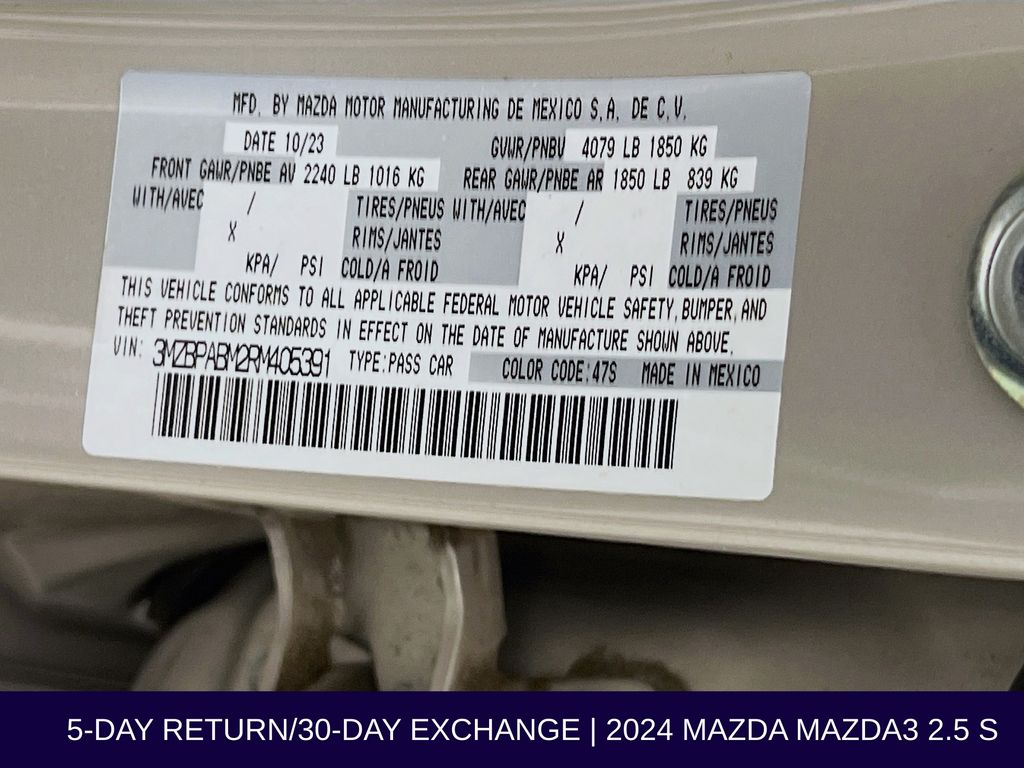 MFD. BY MAZDA MOTOR MANUFACTURING DE MEXICO S.A. DE C.V.
DATE 10/23 GVWR/PNBV 4079 LB 1850 KG
FRONT GAWR/PNBE AV 2240 LB 1016 KG REAR GAWR/PNBE AR 1850 LB 839 KG
WITH/AVEC / TIRES/PNEUS WITH/AVEC / TIRES/PNEUS
X RIMS/JANTES X RIMS/JANTES
KPA/ PSI COLD/A FROID KPA/ PSI COLD/A FROID
THIS VEHICLE CONFORMS TO ALL APPLICABLE FEDERAL MOTOR VEHICLE SAFETY, BUMPER, AND
THEFT PREVENTION STANDARDS IN EFFECT ON THE DATE OF MANUFACTURE SHOWN ABOVE.
VIN: 3MZBPABM2RM405391 TYPE:PASS CAR COLOR CODE:47S MADE IN MEXICO
5-DAY RETURN/30-DAY EXCHANGE | 2024 MAZDA MAZDA3 2.5 S